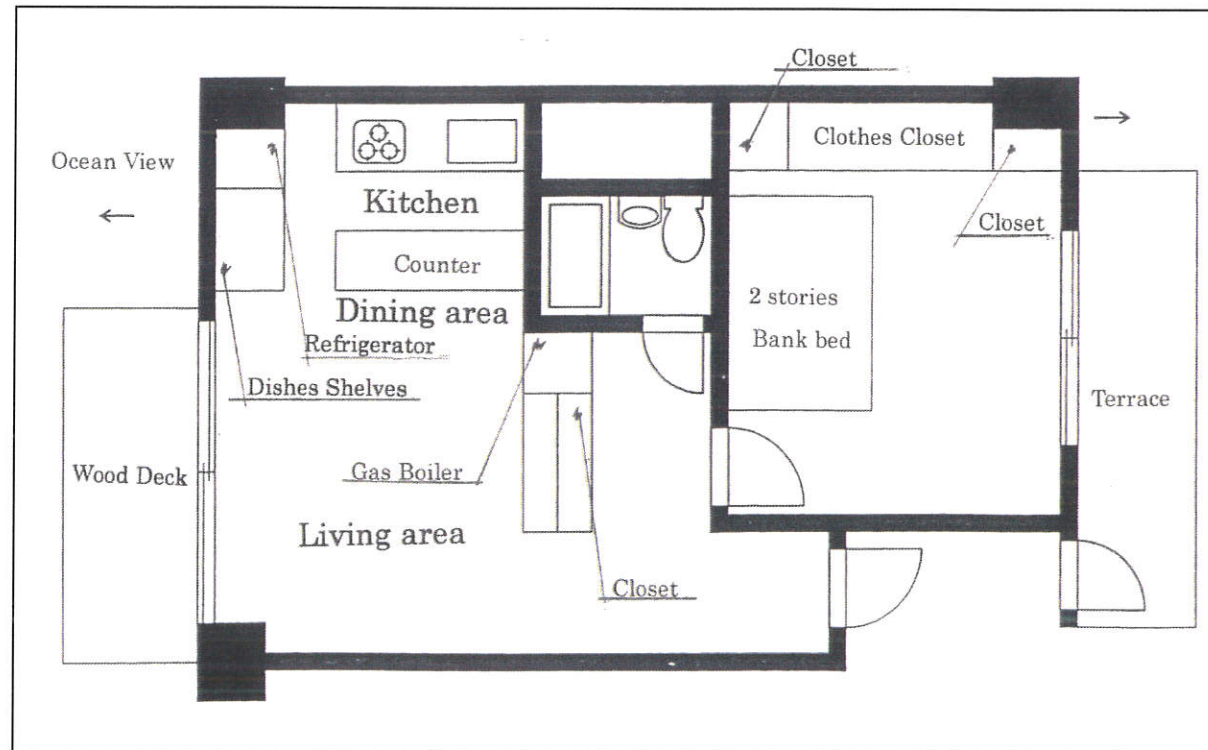 Closet
Clothes Closet
Ocean View
Kitchen
Closet
Counter
2 stories
Bank bed
Dining area
Refrigerator
Dishes Shelves
Terrace
Wood Deck
Gas Boiler
Living area
Closet